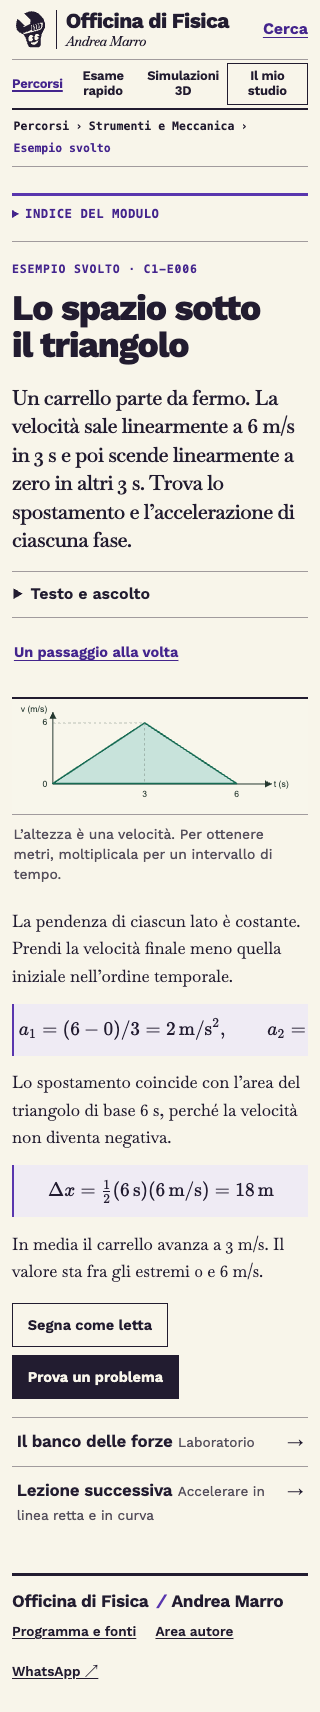 Officina di Fisica
Andrea Marro
Cerca
Percorsi
Esame rapido
Simulazioni 3D
Il mio studio
Percorsi › Strumenti e Meccanica ›
Esempio svolto
▶ INDICE DEL MODULO
ESEMPIO SVOLTO · C1–E006
Lo spazio sotto
il triangolo
Un carrello parte da fermo. La
velocità sale linearmente a 6 m/s
in 3 s e poi scende linearmente a
zero in altri 3 s. Trova lo
spostamento e l’accelerazione di
ciascuna fase.
▶ Testo e ascolto
Un passaggio alla volta
v (m/s)
6
0
3
6
t (s)
L’altezza è una velocità. Per ottenere
metri, moltiplicala per un intervallo di
tempo.
La pendenza di ciascun lato è costante.
Prendi la velocità finale meno quella
iniziale nell’ordine temporale.
a₁ = (6 − 0)/3 = 2 m/s², a₂ =
Lo spostamento coincide con l’area del
triangolo di base 6 s, perché la velocità
non diventa negativa.
Δx = ½(6 s)(6 m/s) = 18 m
In media il carrello avanza a 3 m/s. Il
valore sta fra gli estremi 0 e 6 m/s.
Segna come letta
Prova un problema
Il banco delle forze Laboratorio →
Lezione successiva Accelerare in →
linea retta e in curva
Officina di Fisica / Andrea Marro
Programma e fonti Area autore
WhatsApp ↗